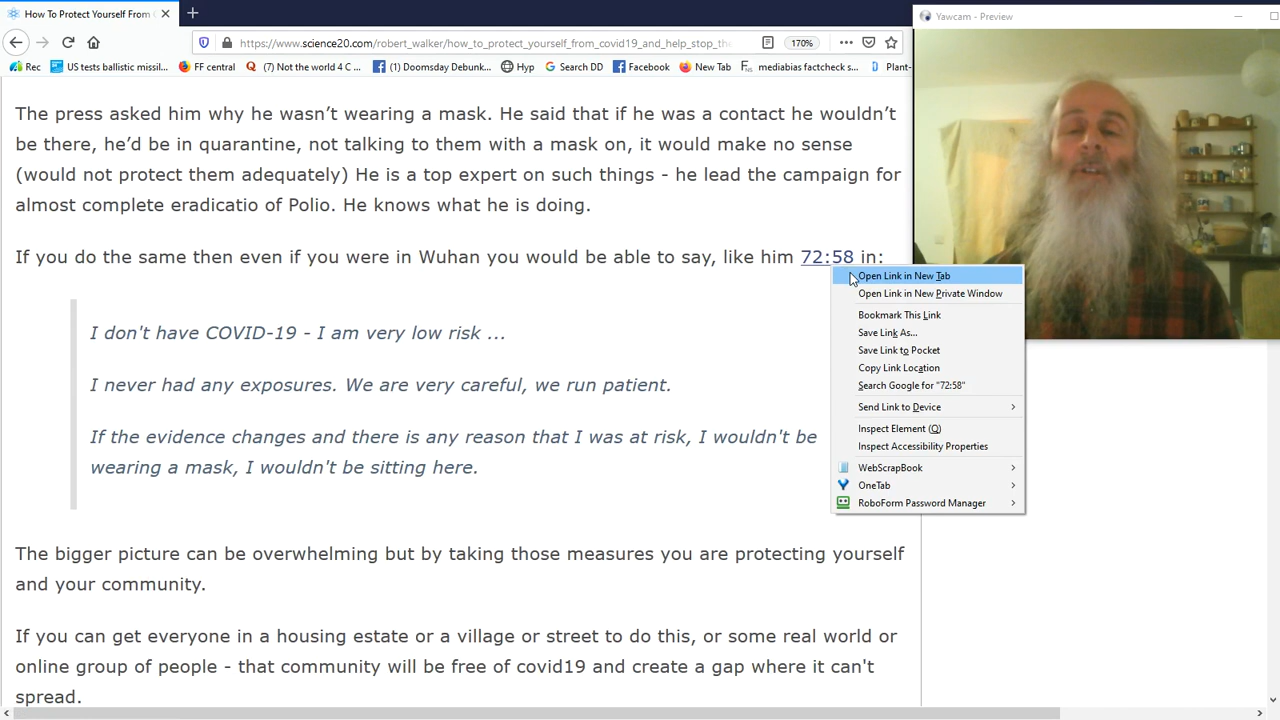 How To Protect Yourself From
Yawcam - Preview
https://www.science20.com/robert_walker/how_to_protect_yourself_from_covid19_and_help_stop_the
170%
Rec
US tests ballistic missil...
FF central
(7) Not the world 4 C ...
(1) Doomsday Debunk...
Hyp
Search DD
Facebook
New Tab
mediabias factcheck s...
Plant-
The press asked him why he wasn’t wearing a mask. He said that if he was a contact he wouldn’t
be there, he’d be in quarantine, not talking to them with a mask on, it would make no sense
(would not protect them adequately) He is a top expert on such things - he lead the campaign for
almost complete eradicatio of Polio. He knows what he is doing.
If you do the same then even if you were in Wuhan you would be able to say, like him 72:58 in:
I don't have COVID-19 - I am very low risk ...
I never had any exposures. We are very careful, we run patient.
If the evidence changes and there is any reason that I was at risk, I wouldn't be
wearing a mask, I wouldn't be sitting here.
Open Link in New Tab
Open Link in New Private Window
Bookmark This Link
Save Link As...
Save Link to Pocket
Copy Link Location
Search Google for "72:58"
Send Link to Device
Inspect Element (Q)
Inspect Accessibility Properties
WebScrapBook
OneTab
RoboForm Password Manager
The bigger picture can be overwhelming but by taking those measures you are protecting yourself
and your community.
If you can get everyone in a housing estate or a village or street to do this, or some real world or
online group of people - that community will be free of covid19 and create a gap where it can't
spread.